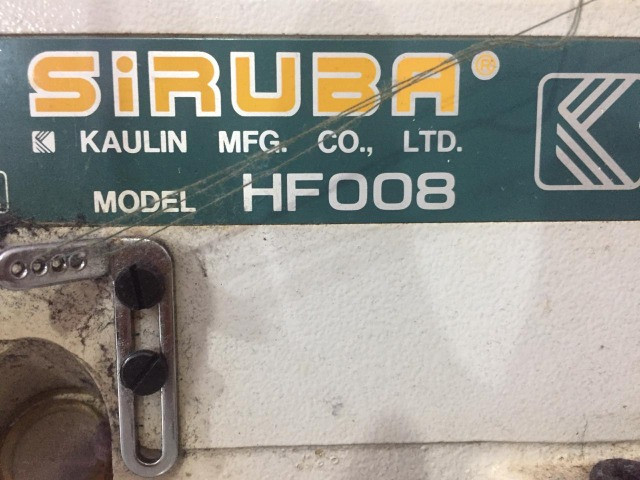 SiRUBA®
KAULIN MFG. CO., LTD.
MODEL HF008